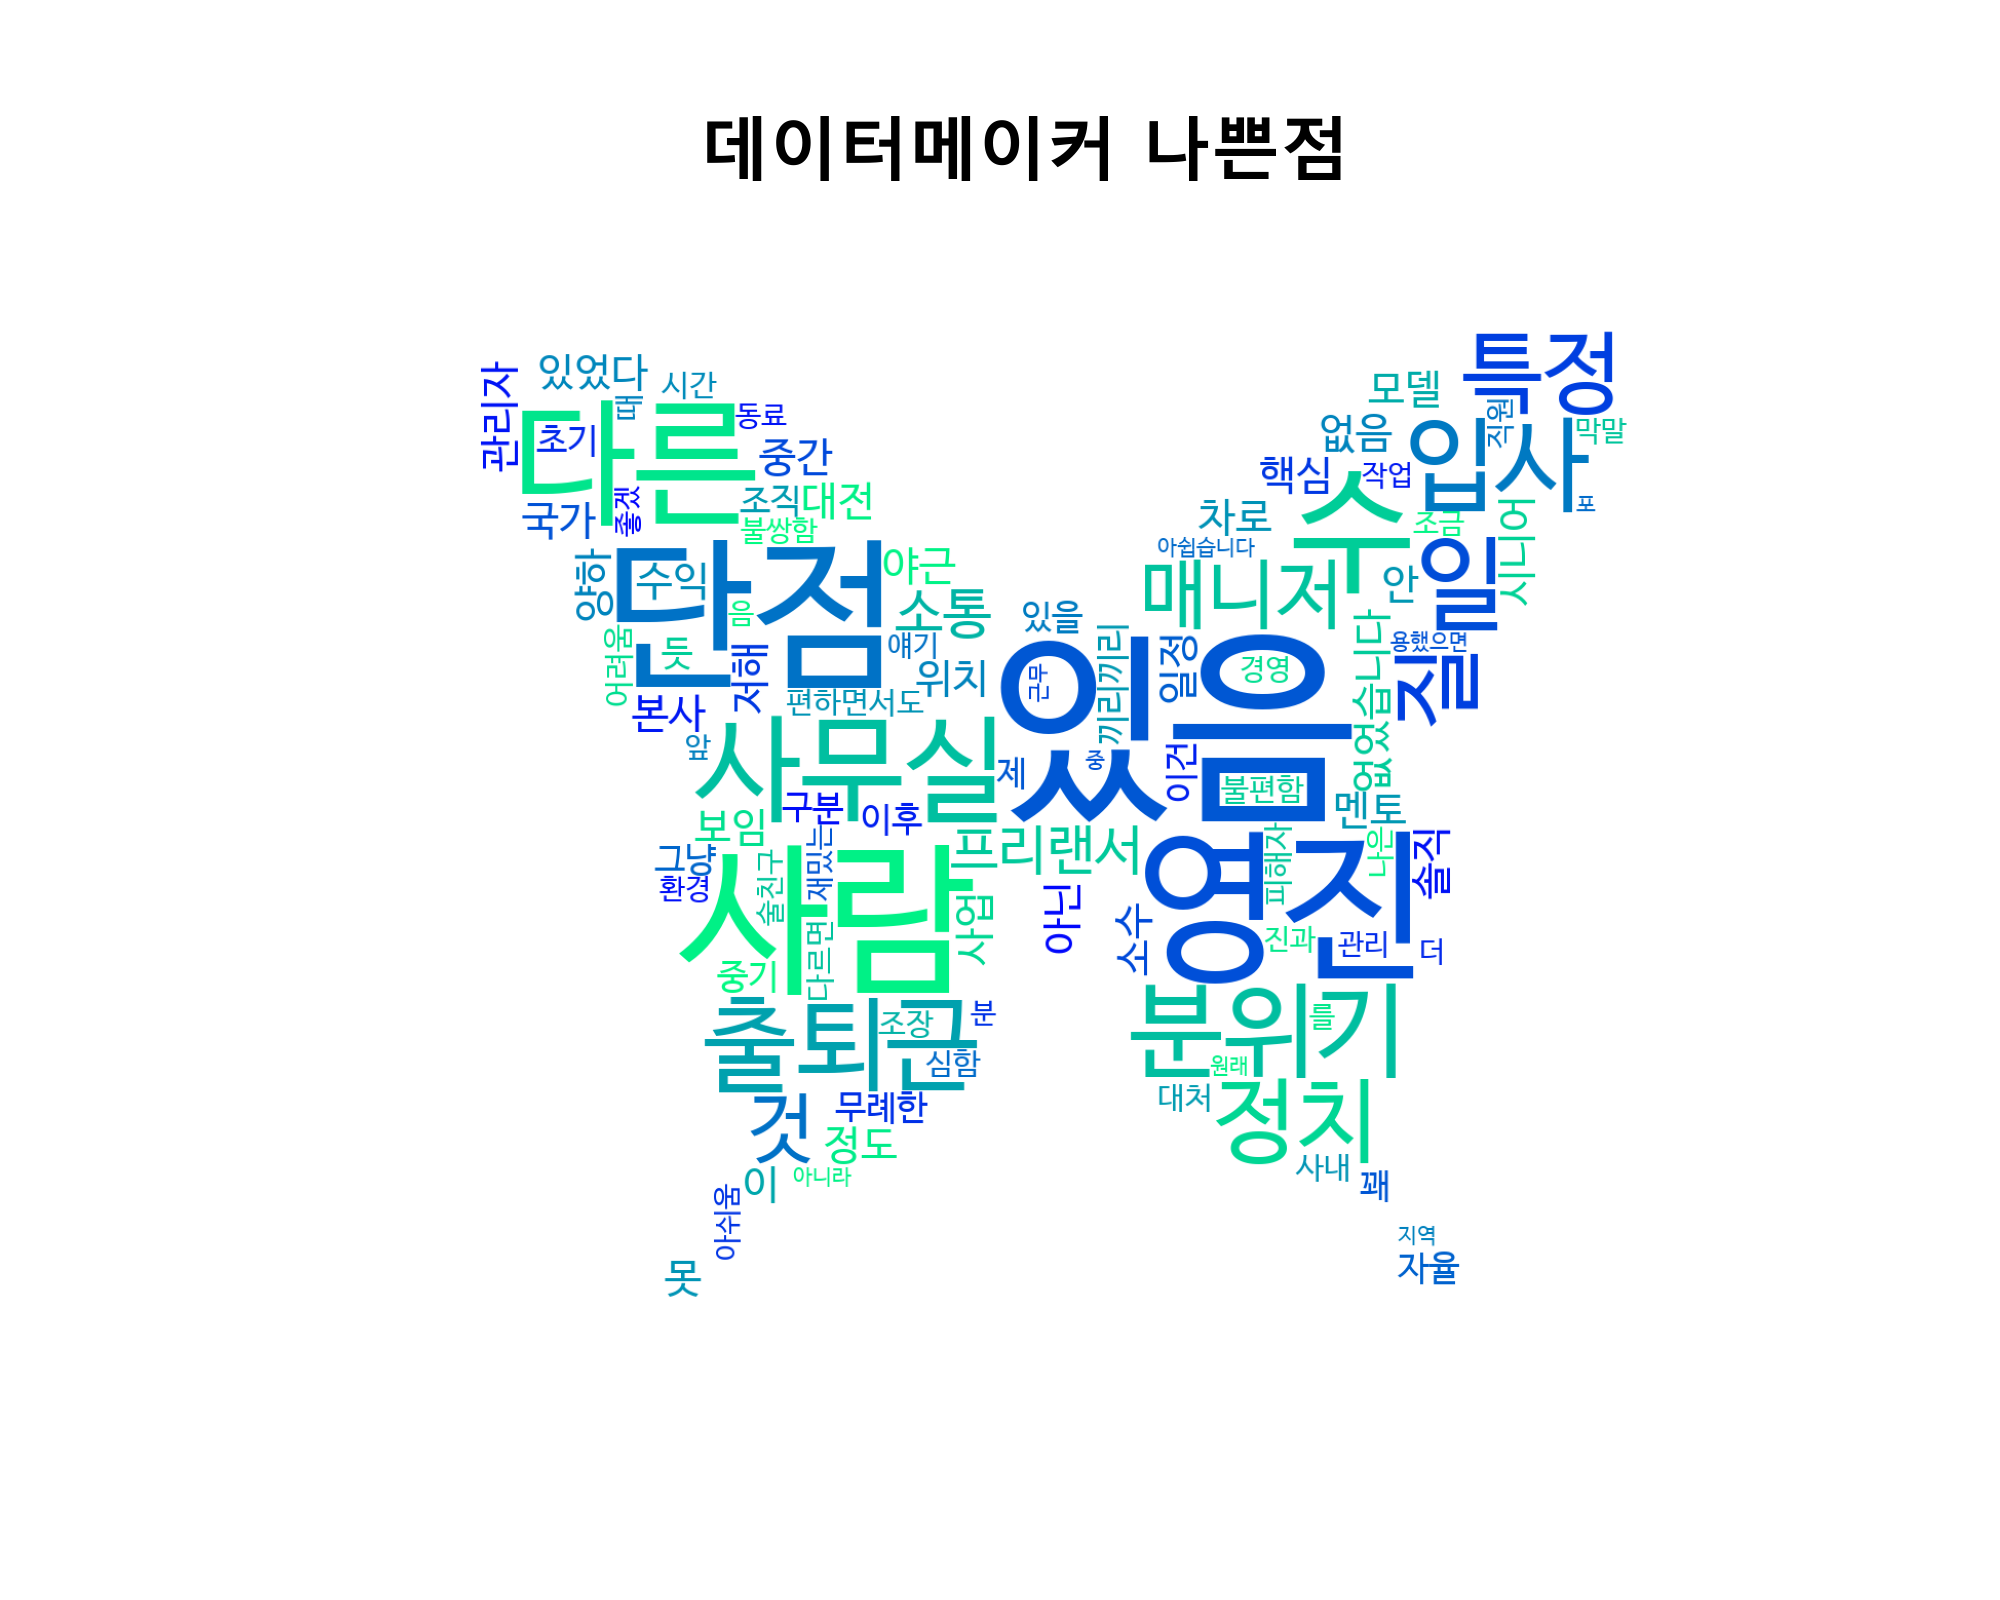 데이터메이커 나쁜점
특정
관리자
있었다
시간
모델
때
다른
초기
동료
중간
없음
입사
직원
막말
핵심
작업
수
포
국가
좋겠
조직
대전
불쌍함
차로
조금
시니어
아쉽습니다
일
양하
수익
단점
음
야근
소통
매니저
안
어려움
듯
저해
얘기
위치
있을
끼리끼리
일정
있음
경영
근무
없었습니다
용했으면
질
본사
편하면서도
앞
사무실
제
중
이건
불편함
멘토
구분
이후
보임
프리랜서
그냥
환경
술친구
재밌는
사람
사업
아닌
소수
영진
피해자
나은
솔직
진과
관리
더
중기
다르면
출퇴근
조장
심함
분
분위기
를
원래
것
무례한
정도
대처
정치
사내
꽤
이
아니라
아쉬움
못
지역
자율